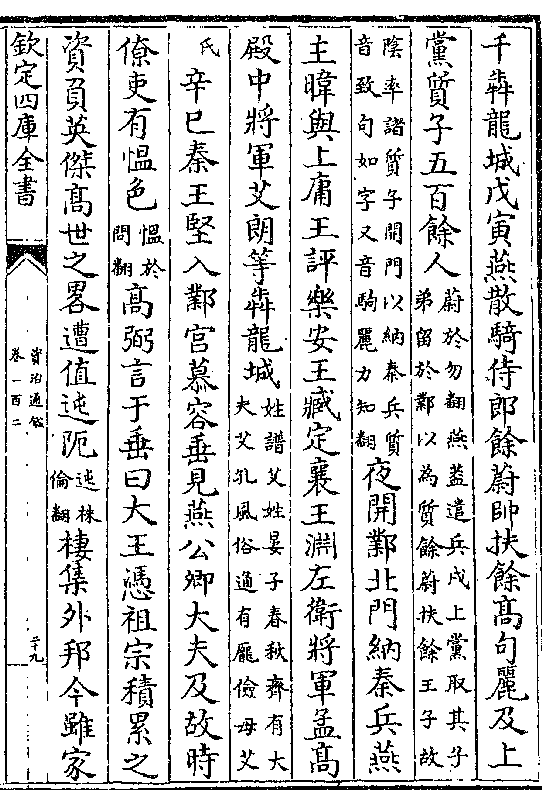 千犇龍城戊寅燕散騎侍郎餘蔚帥扶餘高句麗及上
黨質子五百餘人蔚於勿翻燕葢遣兵戍上黨取其子弟留於鄴以為質餘蔚扶餘王子故
陰率諸質子開門以納秦兵質音致句如字又音駒麗力知翻夜開鄴北門納秦兵燕
主暐與上庸王評樂安王臧定襄王淵左衛將軍孟高
殿中將軍艾朗等犇龍城姓譜艾姓晏子春秋齊有大夫艾孔風俗通有龐儉母艾
氏辛巳秦王堅入鄴宫慕容垂見燕公卿大夫及故時
僚吏有愠色愠於問翻高弼言于垂曰大王憑祖宗積累之
資負英傑高世之畧遭值迍阨迍株倫翻棲集外邦今雖家
欽定四庫全書
資治通鑑
卷一百二
二十九